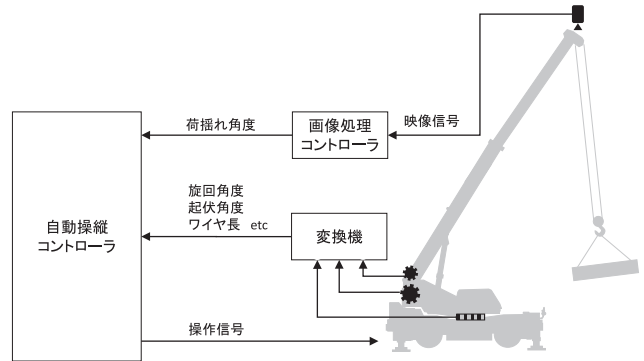 映像信号
画像処理
コントローラ
荷揺れ角度
旋回角度
起伏角度
ワイヤ長 etc
変換機
自動操縦
コントローラ
操作信号